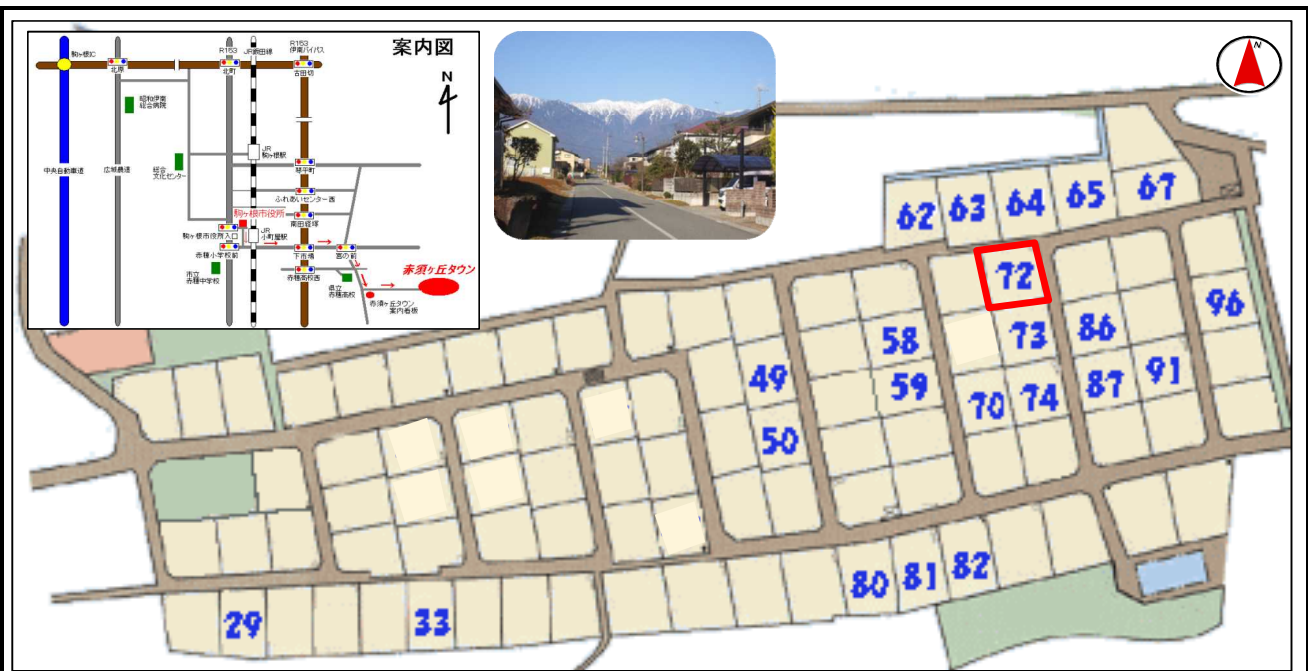 案内図
N
N
駒ヶ根IC
北原
R153
北町
JR飯田線
R153
伊南バイパス
古田切
昭和伊南
総合病院
中央自動車道
広域農道
総合
文化センター
JR
駒ヶ根駅
琴平町
ふれあいセンター西
駒ヶ根市役所
南田経塚
駒ヶ根市役所入口
JR
小町屋駅
赤穂小学校前
下市場
宮の前
赤須ヶ丘タウン
市立
赤穂中学校
赤穂高校西
県立
赤穂高校
赤須ヶ丘タウン
案内看板
62 63 64 65 67
72
96
58 73 86
49 59 70 74 87 91
50
80 81 82
29 33